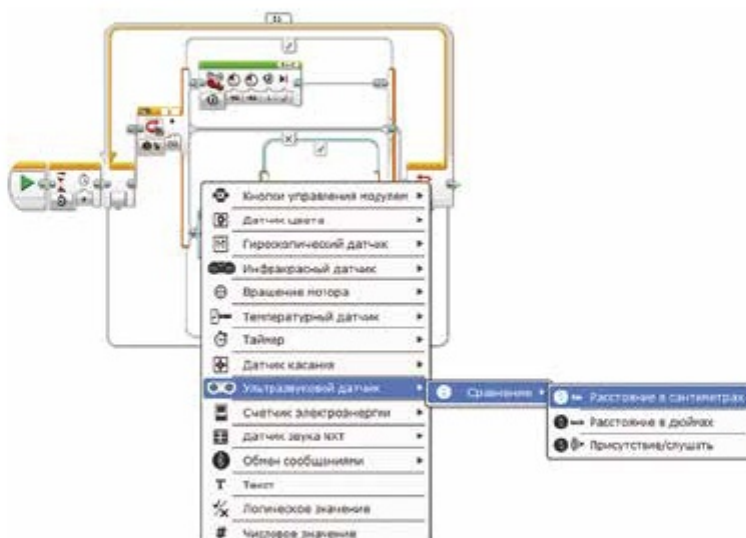 Кнопки управления модулем
Датчик цвета
Гироскопический датчик
Инфракрасный датчик
Вращение мотора
Температурный датчик
Таймер
Датчик касания
Ультразвуковой датчик
Сравнение
Расстояние в сантиметрах
Счетчик электроэнергии
Расстояние в дюймах
Датчик звука NXT
Присутствие/слушать
Обмен сообщениями
Текст
Логическое значение
Числовое значение